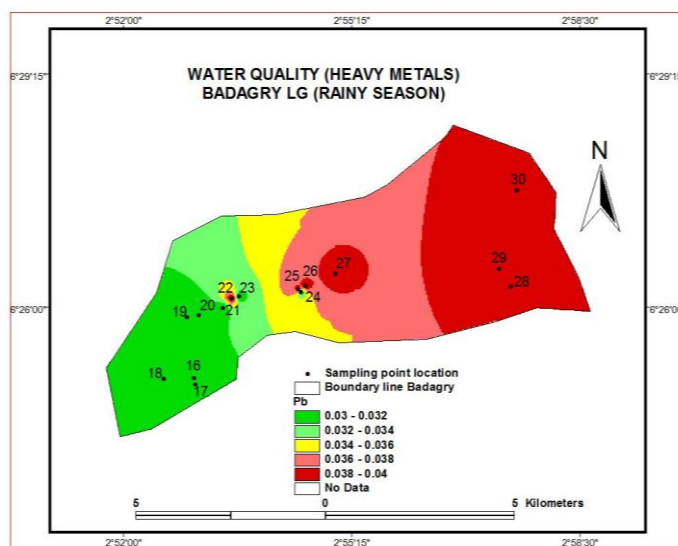 2°52'00"
2°55'15"
2°58'30"
6°29'15"
6°29'15"
WATER QUALITY (HEAVY METALS)
BADAGRY LG (RAINY SEASON)
N
30
29
28
27
26
25
24
23
22
21
20
19
18
16
17
6°26'00"
6°26'00"
Sampling point location
Boundary line Badagry
Pb
0.03 - 0.032
0.032 - 0.034
0.034 - 0.036
0.036 - 0.038
0.038 - 0.04
No Data
5 0 5 Kilometers
2°52'00"
2°55'15"
2°58'30"